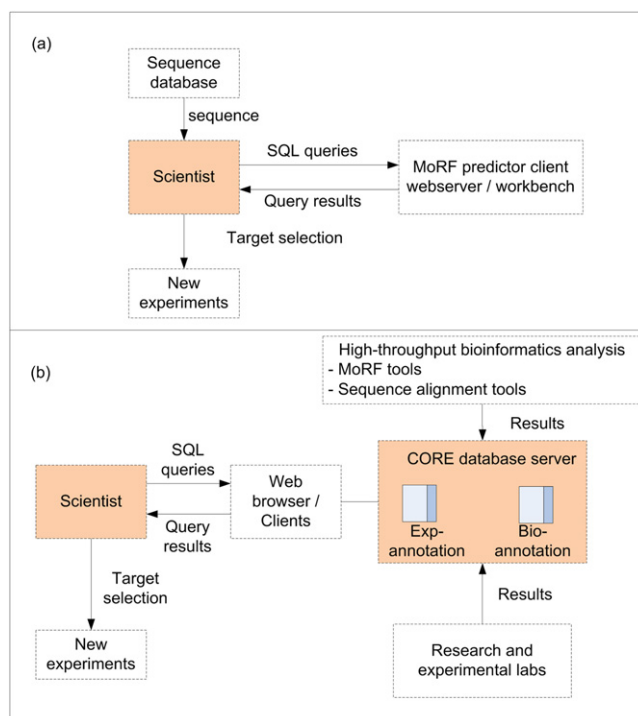 (a)
Sequence
database
sequence
Scientist
SQL queries
Query results
MoRF predictor client
webserver / workbench
Target selection
New
experiments
(b)
High-throughput bioinformatics analysis
- MoRF tools
- Sequence alignment tools
Results
Scientist
SQL
queries
Query
results
Web
browser /
Clients
CORE database server
Exp-
annotation
Bio-
annotation
Target
selection
New
experiments
Results
Research and
experimental labs